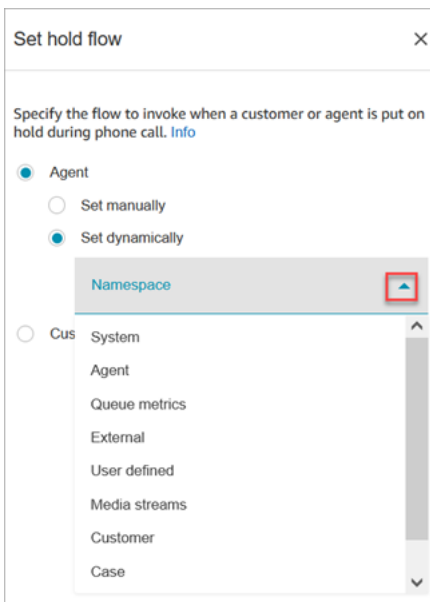 Set hold flow
Specify the flow to invoke when a customer or agent is put on
hold during phone call. Info
Agent
Set manually
Set dynamically
Namespace
Cus
System
Agent
Queue metrics
External
User defined
Media streams
Customer
Case